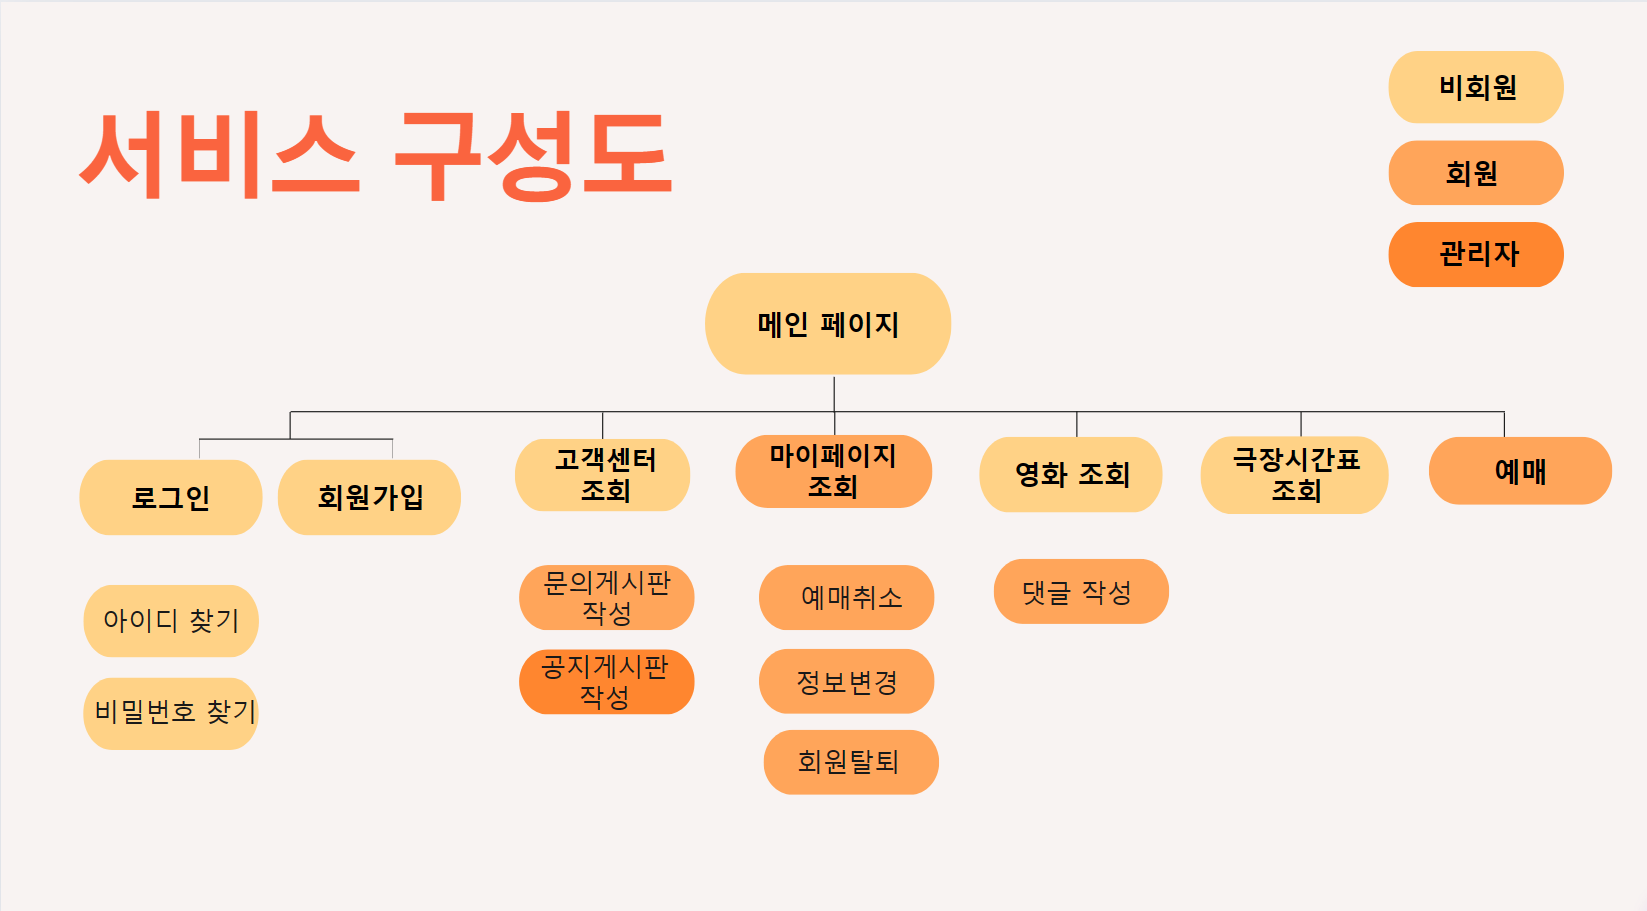 서비스 구성도
비회원
회원
관리자
메인 페이지
로그인
회원가입
고객센터
조회
마이페이지
조회
영화 조회
극장시간표
조회
예매
아이디 찾기
비밀번호 찾기
문의게시판
작성
공지게시판
작성
예매취소
정보변경
회원탈퇴
댓글 작성